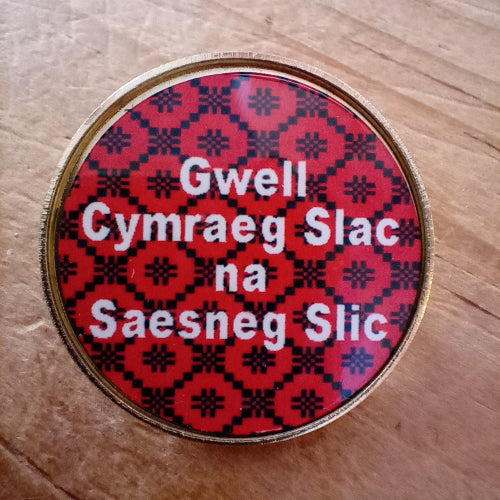 Gwell
Cymraeg Slac
na
Saesneg Slic